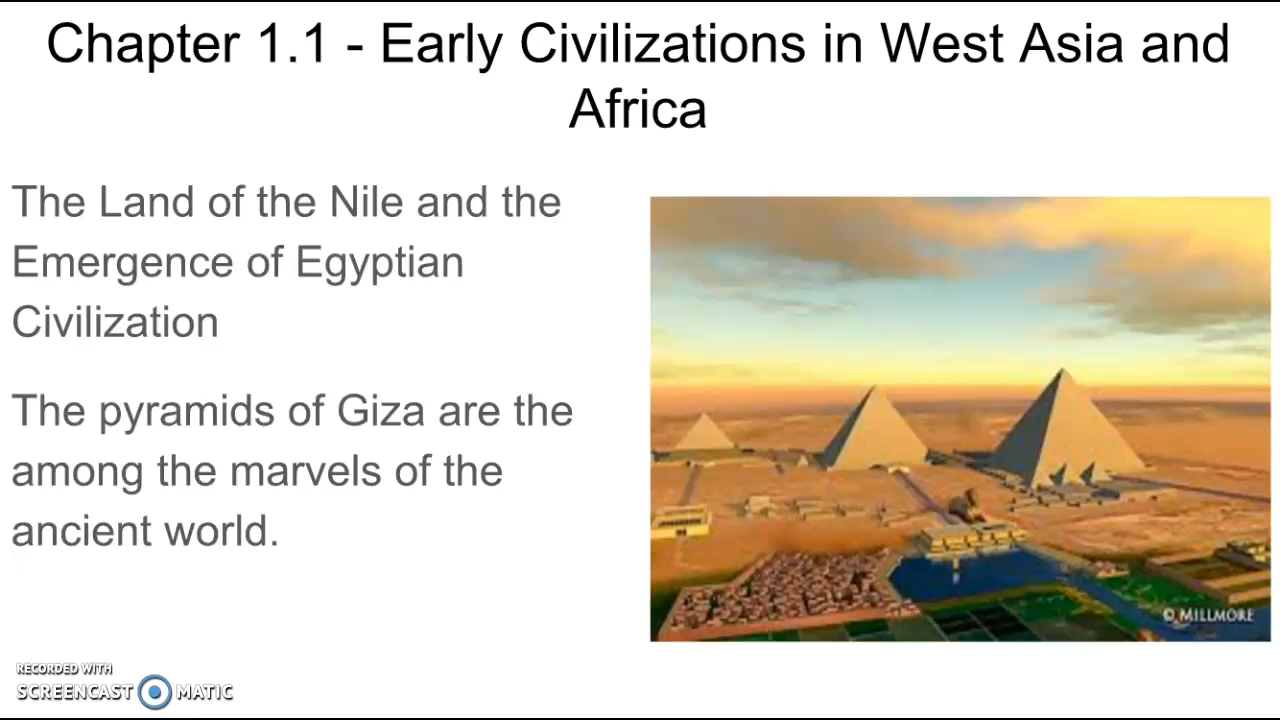 Chapter 1.1 - Early Civilizations in West Asia and
Africa
The Land of the Nile and the
Emergence of Egyptian
Civilization
The pyramids of Giza are the
among the marvels of the
ancient world.
© MILLMORE
RECORDED WITH
SCREENCAST MATIC